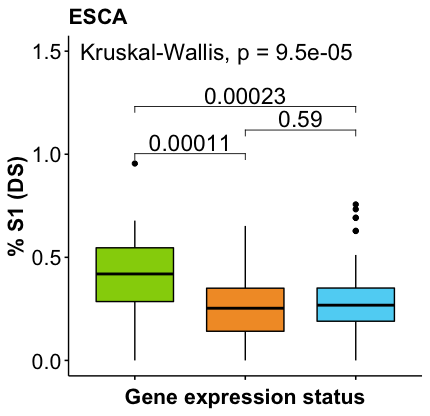 ESCA
Kruskal-Wallis, p = 9.5e-05
0.00023
0.59
0.00011
1.5
1.0
0.5
0.0
% S1 (DS)
Gene expression status